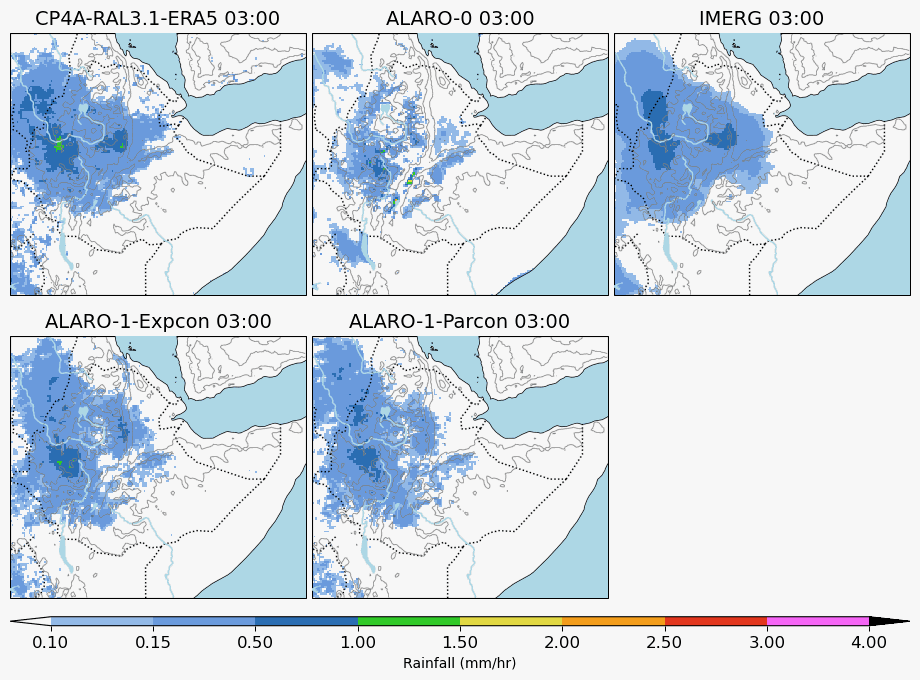 CP4A-RAL3.1-ERA5 03:00
ALARO-0 03:00
IMERG 03:00
ALARO-1-Expcon 03:00
ALARO-1-Parcon 03:00
0.10 0.15 0.50 1.00 1.50 2.00 2.50 3.00 4.00
Rainfall (mm/hr)